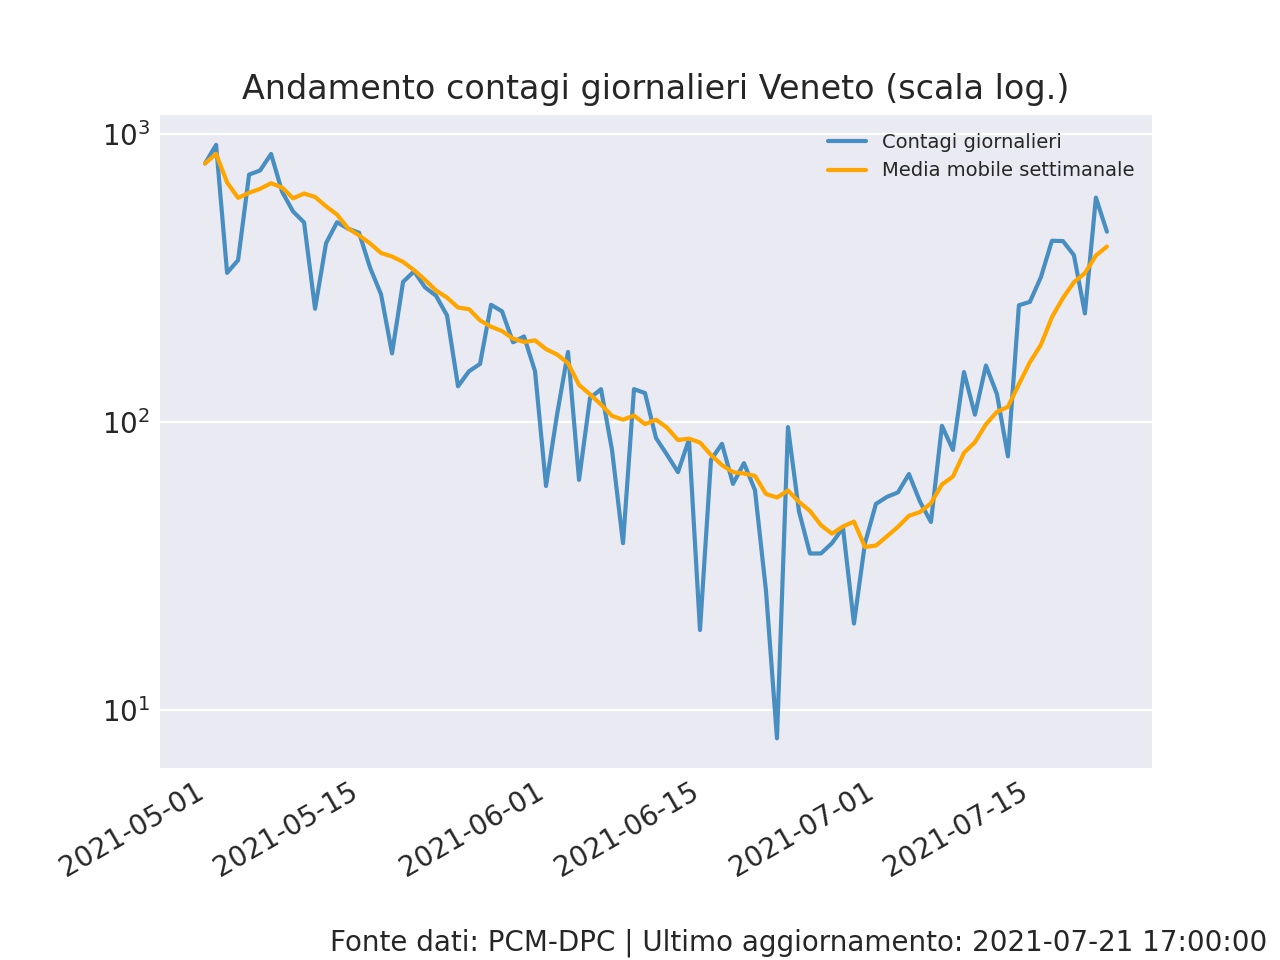 Andamento contagi giornalieri Veneto (scala log.)
10³
Contagi giornalieri
Media mobile settimanale
10²
10¹
2021-05-01
2021-05-15
2021-06-01
2021-06-15
2021-07-01
2021-07-15
Fonte dati: PCM-DPC | Ultimo aggiornamento: 2021-07-21 17:00:00